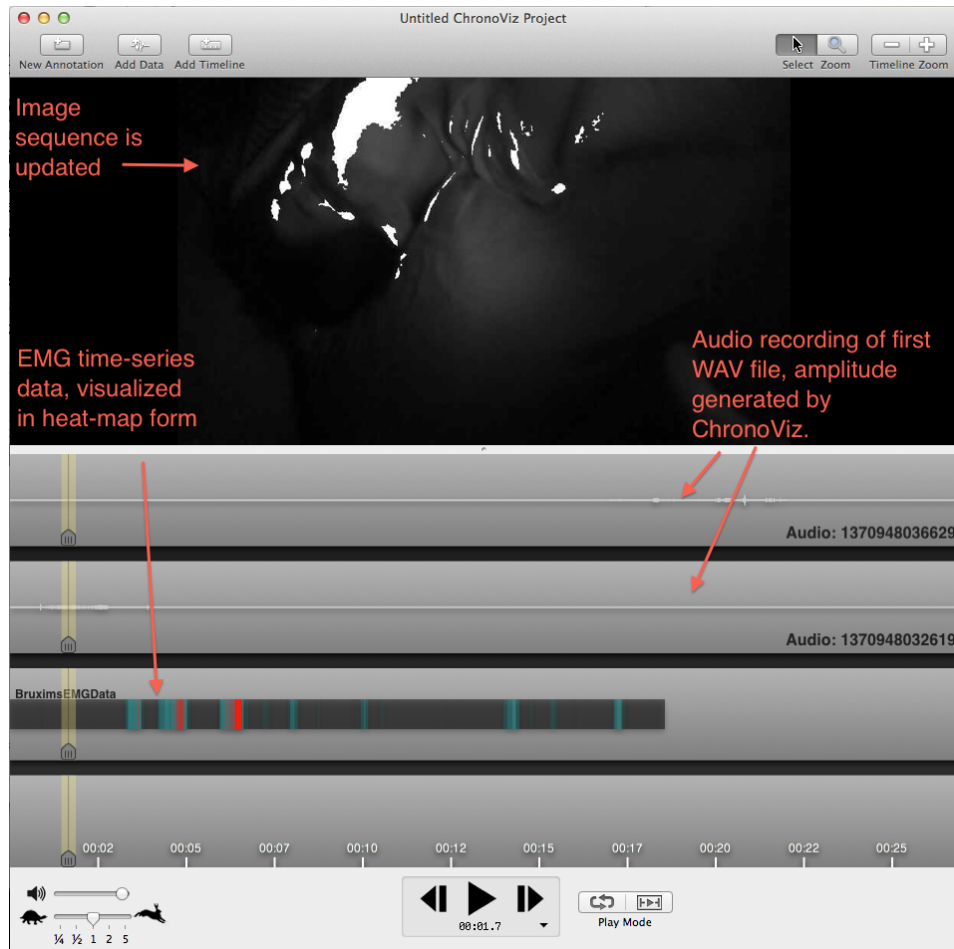 Untitled ChronoViz Project
New Annotation Add Data Add Timeline
Select Zoom Timeline Zoom
Image
sequence is
updated
EMG time-series
data, visualized
in heat-map form
Audio recording of first
WAV file, amplitude
generated by
ChronoViz.
Audio: 1370948036629
Audio: 1370948032619
BruximsEMGData
00:02 00:05 00:07 00:10 00:12 00:15 00:17 00:20 00:22 00:25
00:01.7
Play Mode
¼ ½ 1 2 5